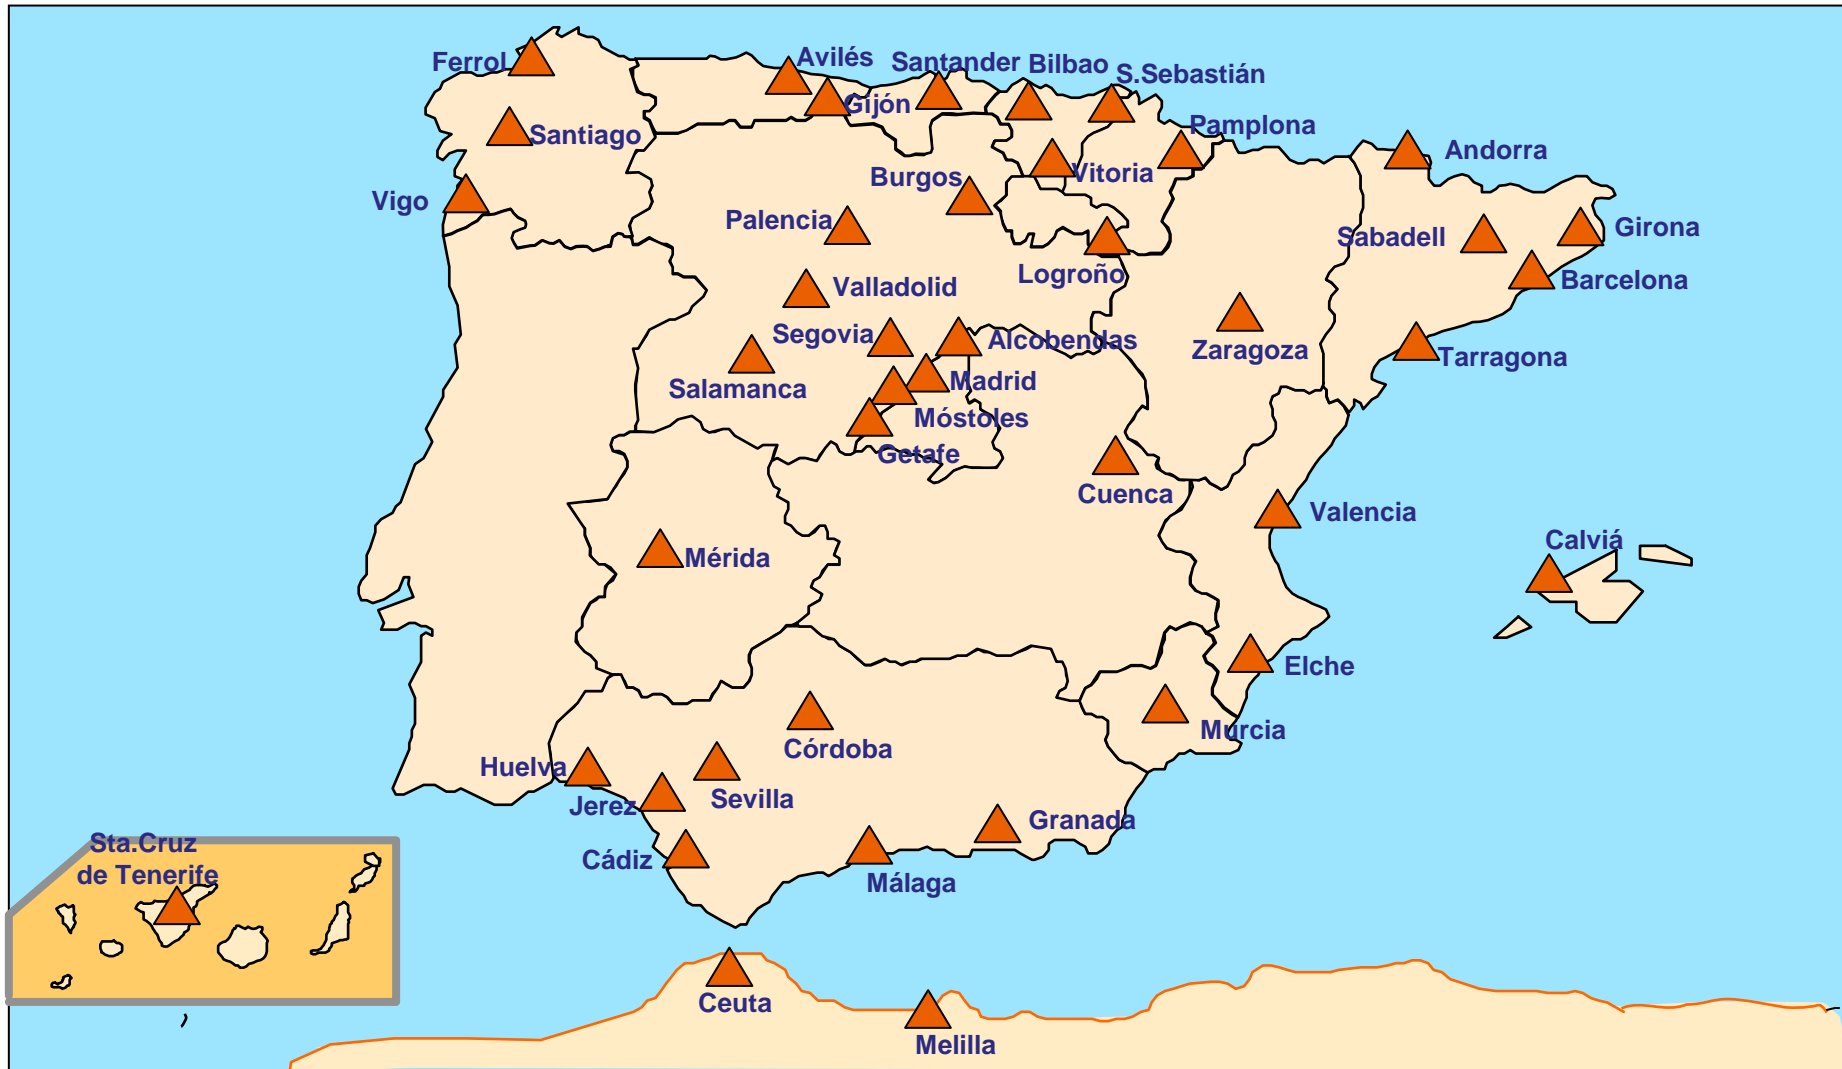 Ferrol
Avilés
Santander
Bilbao
S.Sebastián
Gijón
Santiago
Pamplona
Andorra
Vitoria
Burgos
Vigo
Palencia
Sabadell
Girona
Logroño
Barcelona
Valladolid
Segovia
Alcobendas
Zaragoza
Tarragona
Salamanca
Madrid
Móstoles
Getafe
Cuenca
Valencia
Calviá
Mérida
Elche
Murcia
Córdoba
Huelva
Jerez
Sevilla
Granada
Sta.Cruz
de Tenerife
Cádiz
Málaga
Ceuta
Melilla